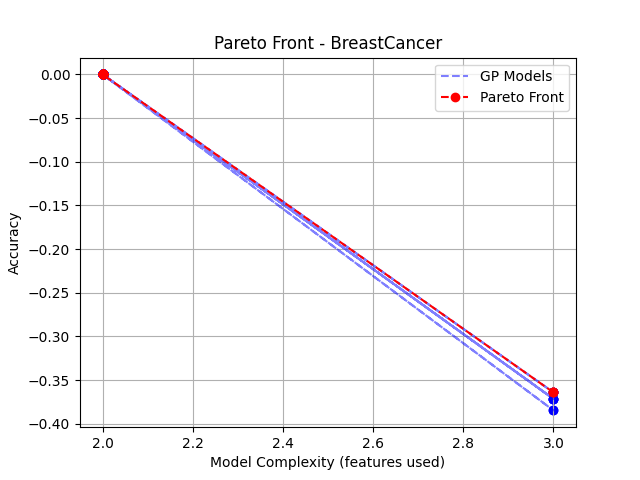 Pareto Front - BreastCancer
GP Models
Pareto Front
0.00
−0.05
−0.10
−0.15
−0.20
−0.25
−0.30
−0.35
−0.40
Accuracy
2.0 2.2 2.4 2.6 2.8 3.0
Model Complexity (features used)